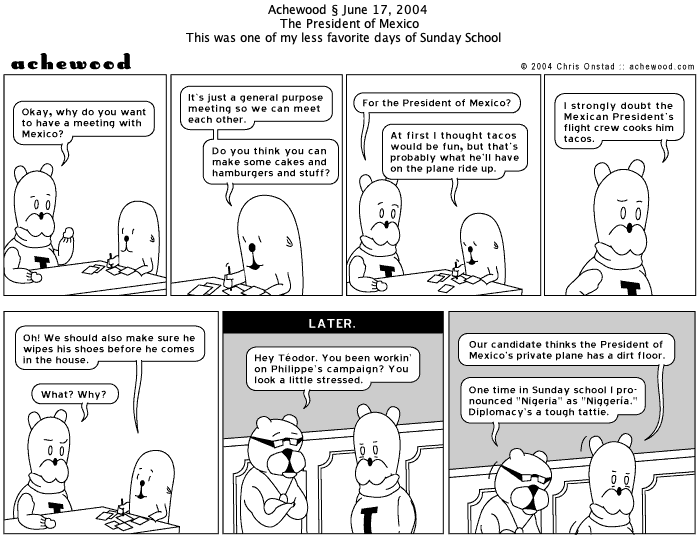 Achewood § June 17, 2004
The President of Mexico
This was one of my less favorite days of Sunday School
achewood
© 2004 Chris Onstad :: achewood.com
Okay, why do you want
to have a meeting with
Mexico?
T
It's just a general purpose
meeting so we can meet
each other.
Do you think you can
make some cakes and
hamburgers and stuff?
For the President of Mexico?
At first I thought tacos
would be fun, but that's
probably what he'll have
on the plane ride up.
T
I strongly doubt the
Mexican President's
flight crew cooks him
tacos.
T
Oh! We should also make sure he
wipes his shoes before he comes
in the house.
What? Why?
T
LATER.
Hey Téodor. You been workin'
on Philippe's campaign? You
look a little stressed.
T
Our candidate thinks the President of
Mexico's private plane has a dirt floor.
One time in Sunday school I pro-
nounced "Nigeria" as "Niggeria."
Diplomacy's a tough tattie.
T